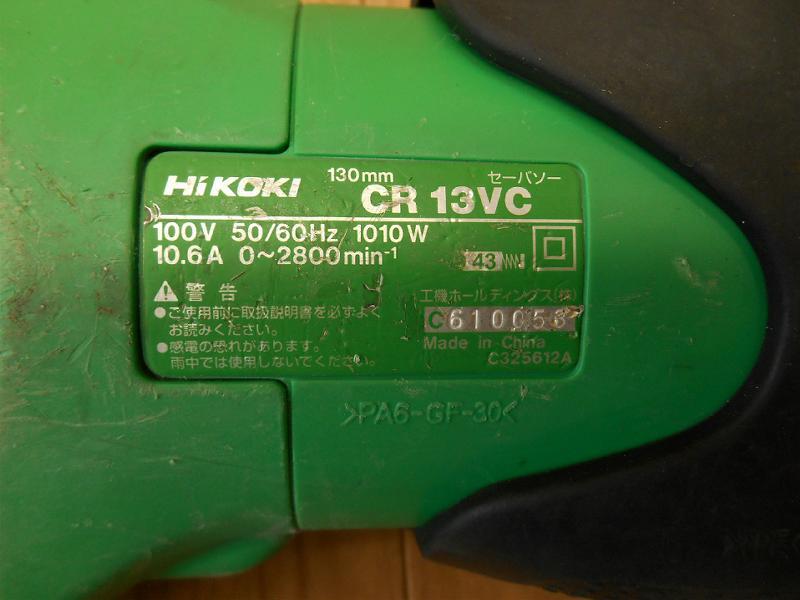 HiKOKI 130mm CR 13VC セーバソー
100V 50/60Hz 1010W
10.6A 0～2800min-1
43
警告
●ご使用前に取扱説明書を必ずよく
お読みください。
●感電の恐れがあります。
雨中では使用しないでください。
工機ホールディングス(株)
C610058
Made in China
C325612A
>PA6-GF-30<